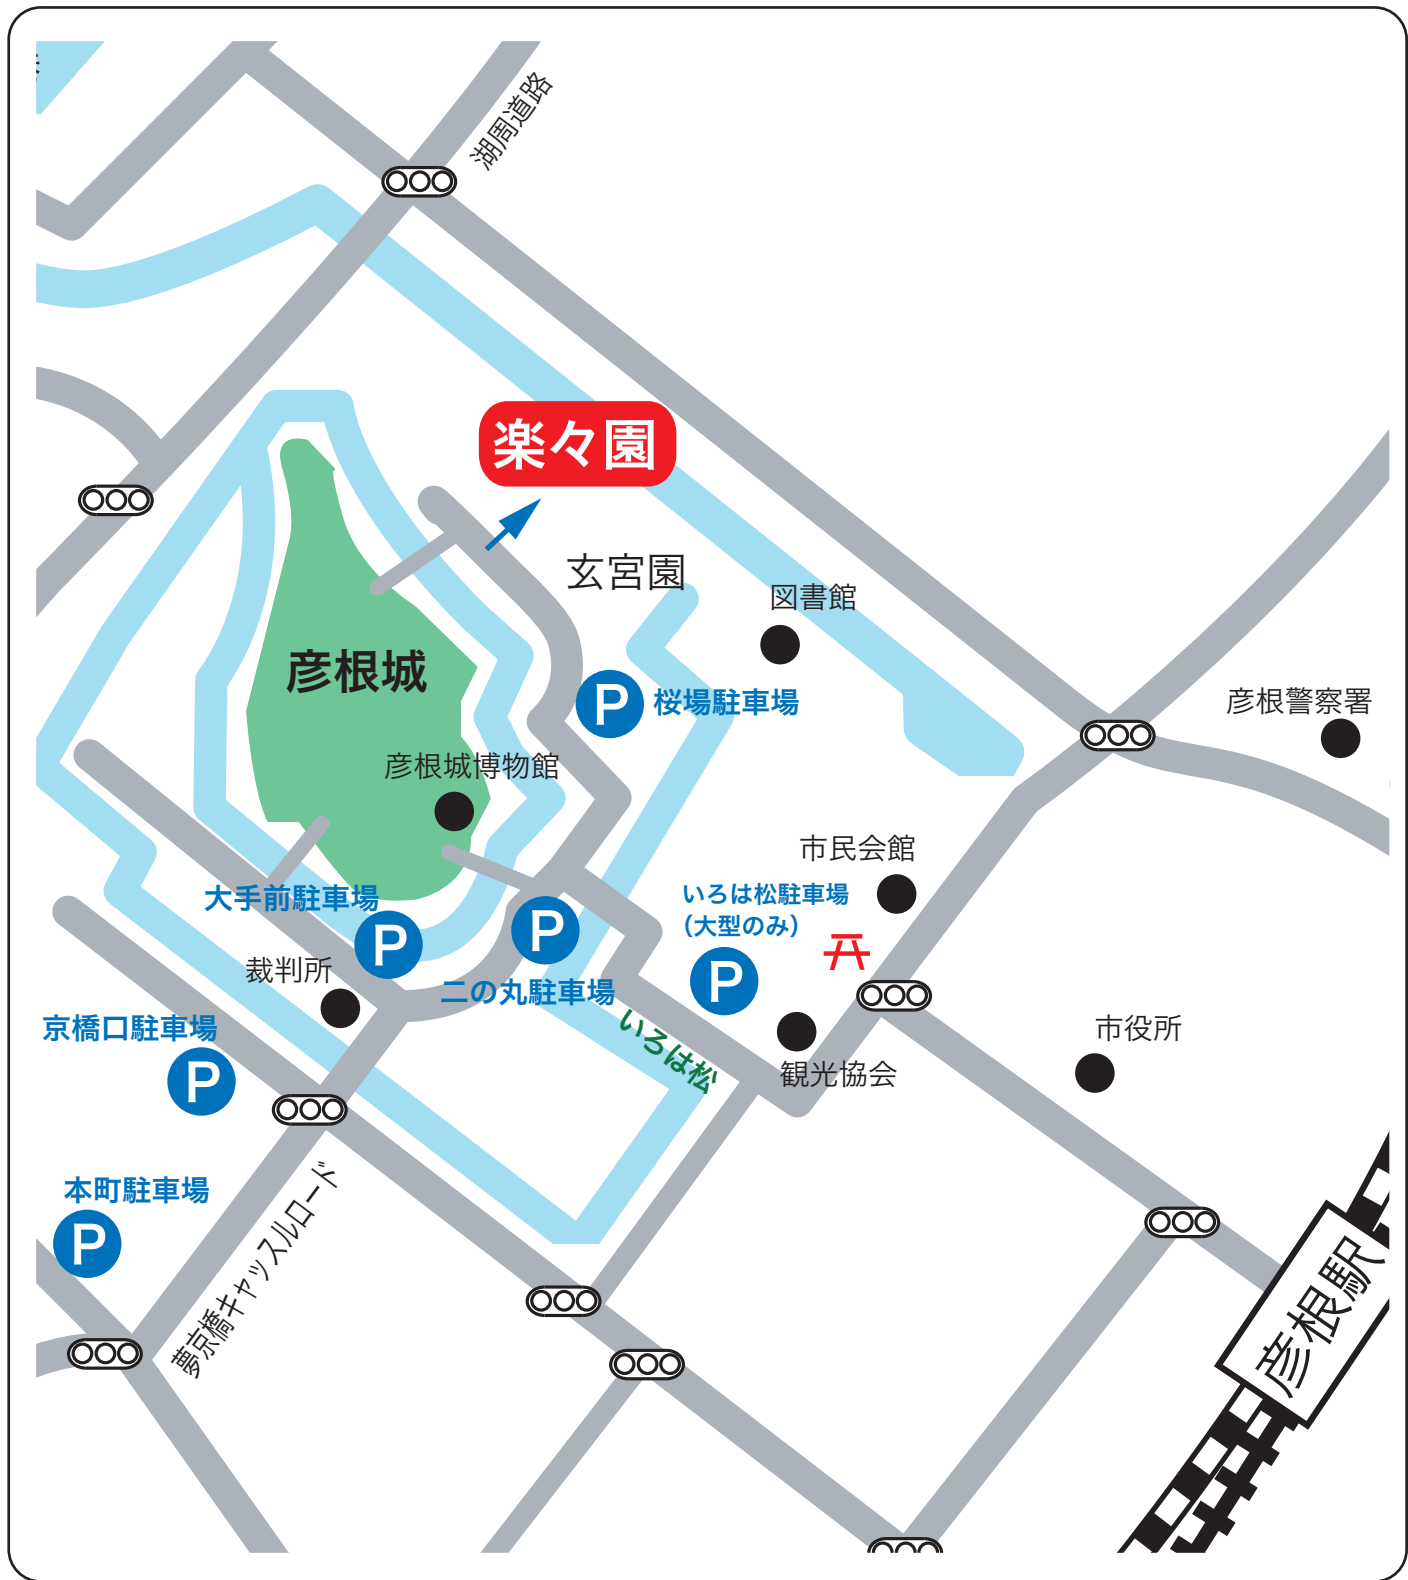 湖周道路
楽々園
玄宮園
図書館
彦根城
桜場駐車場
彦根警察署
彦根城博物館
市民会館
いろは松駐車場
(大型のみ)
大手前駐車場
裁判所
二の丸駐車場
いろは松
京橋口駐車場
市役所
観光協会
本町駐車場
夢京橋キャッスルロード
彦根駅
P
P
P
P
P
P